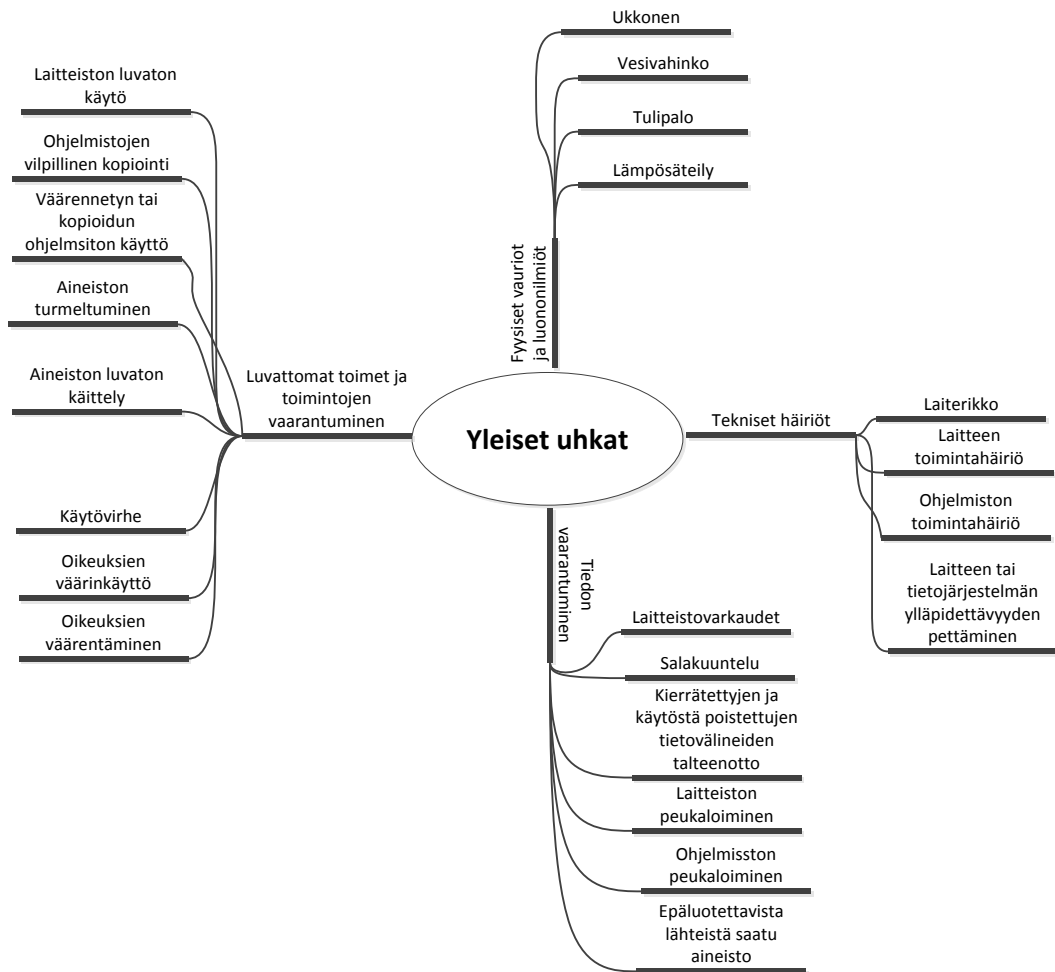 Yleiset uhkat
Fyysiset vauriot
ja luononilmiöt
Ukkonen
Vesivahinko
Tulipalo
Lämpösäteily
Tekniset häiriöt
Laiterikko
Laitteen
toimintahäiriö
Ohjelmiston
toimintahäiriö
Laitteen tai
tietojärjestelmän
ylläpidettävyyden
pettäminen
Tiedon
vaarantuminen
Laitteistovarkaudet
Salakuuntelu
Kierrätettyjen ja
käytöstä poistettujen
tietovälineiden
talteenotto
Laitteiston
peukaloiminen
Ohjelmisston
peukaloiminen
Epäluotettavista
lähteistä saatu
aineisto
Luvattomat toimet ja
toimintojen
vaarantuminen
Laitteiston luvaton
käytö
Ohjelmistojen
vilpillinen kopiointi
Väärennetyn tai
kopioidun
ohjelmsiton käyttö
Aineiston
turmeltuminen
Aineiston luvaton
käittely
Käytövirhe
Oikeuksien
väärinkäyttö
Oikeuksien
väärentäminen